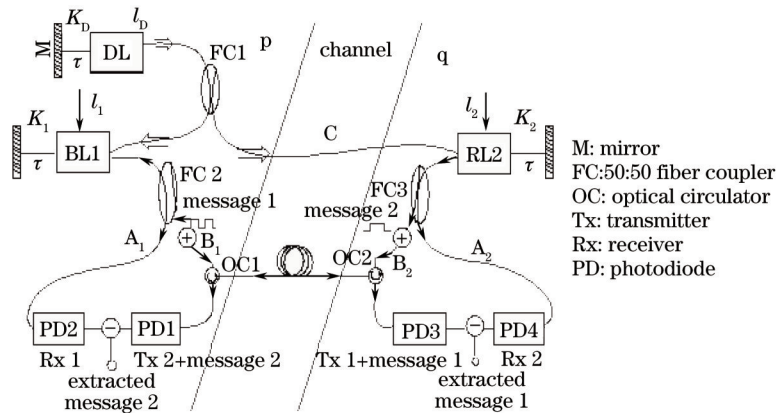 K_D
l_D
M
DL
τ
FC1
p
channel
q
K_1
l_1
BL1
τ
C
l_2
K_2
RL2
τ
FC 2
message 1
FC3
message 2
A_1
B_1
OC1
OC2
B_2
A_2
PD2
PD1
PD3
PD4
Rx 1
Tx 2+message 2
Tx 1+message 1
Rx 2
extracted
message 2
extracted
message 1
M: mirror
FC:50:50 fiber coupler
OC: optical circulator
Tx: transmitter
Rx: receiver
PD: photodiode